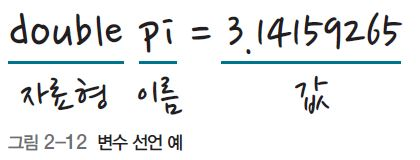 double pi = 3.14159265
자료형 이름 값
그림 2-12 변수 선언 예